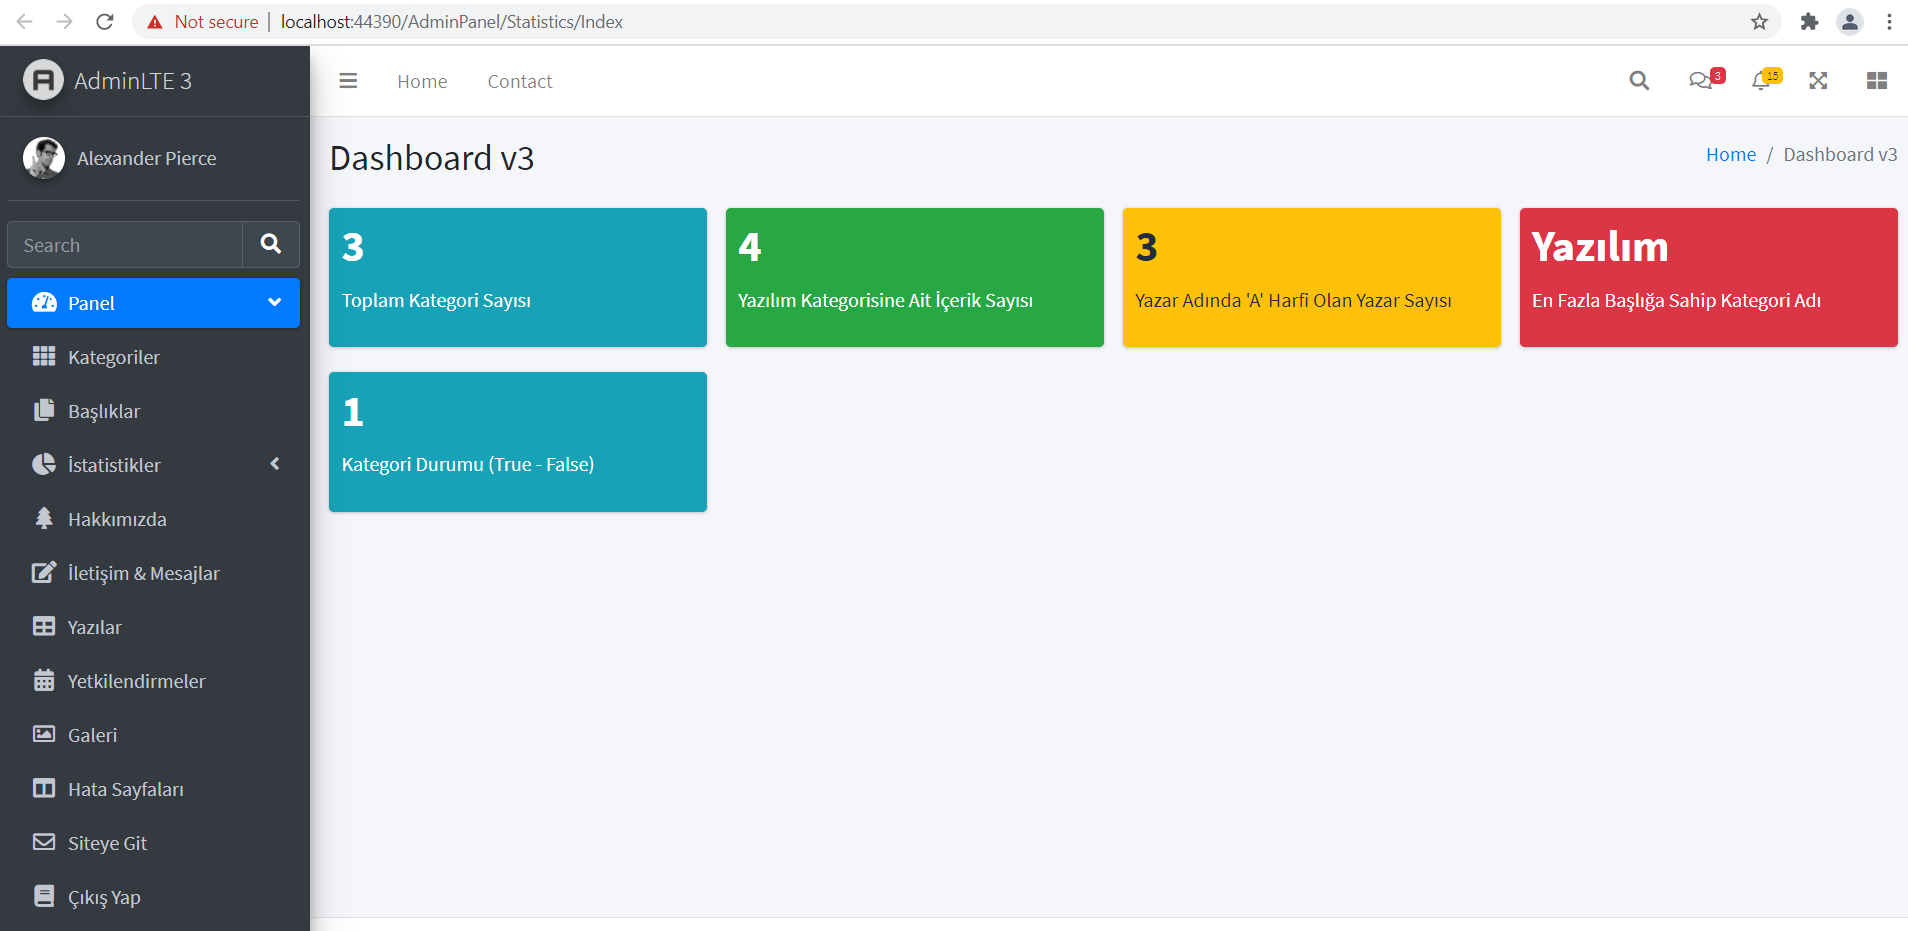 Not secure | localhost:44390/AdminPanel/Statistics/Index
AdminLTE 3
Home Contact
3
15
Alexander Pierce
Dashboard v3
Home / Dashboard v3
Search
Panel
Kategoriler
Başlıklar
İstatistikler
Hakkımızda
İletişim & Mesajlar
Yazılar
Yetkilendirmeler
Galeri
Hata Sayfaları
Siteye Git
Çıkış Yap
3
Toplam Kategori Sayısı
4
Yazılım Kategorisine Ait İçerik Sayısı
3
Yazar Adında 'A' Harfi Olan Yazar Sayısı
Yazılım
En Fazla Başlığa Sahip Kategori Adı
1
Kategori Durumu (True - False)